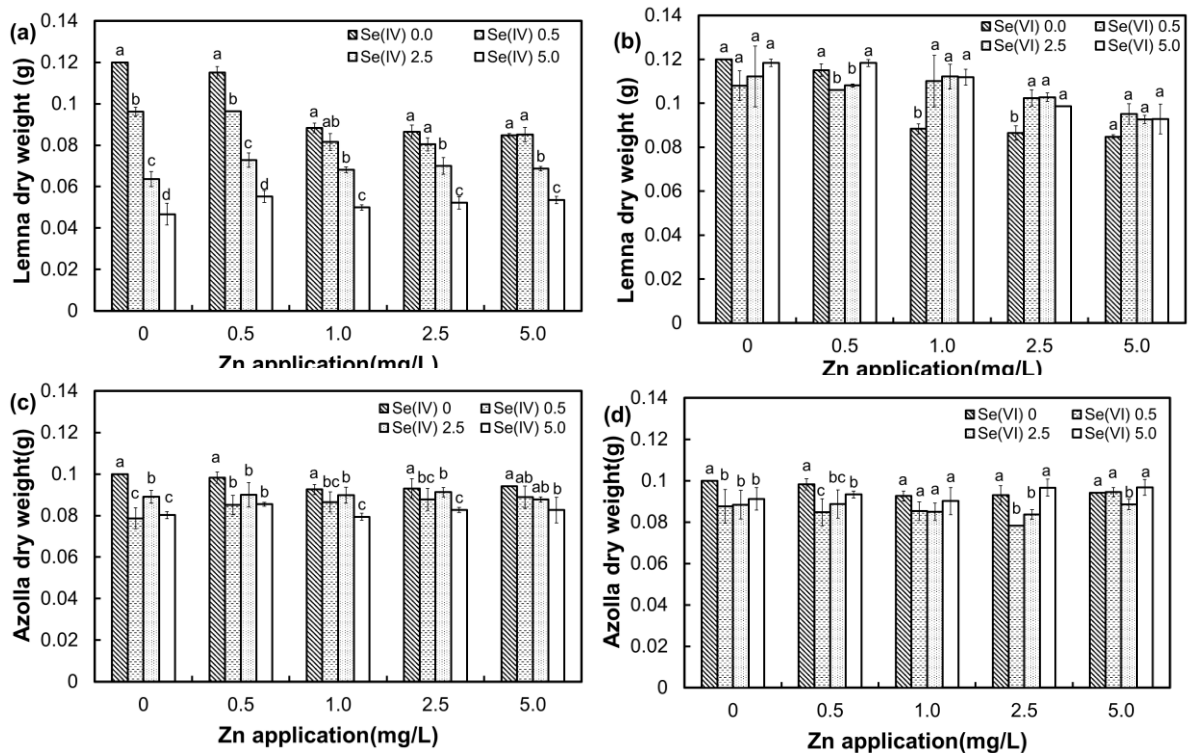 (a)
Lemna dry weight (g)
0.14
0.12
0.1
0.08
0.06
0.04
0.02
0
Se(IV) 0.0 Se(IV) 0.5
Se(IV) 2.5 Se(IV) 5.0
a b c d
a b c d
a ab b c
a a b c
a a b c
0 0.5 1.0 2.5 5.0
Zn application(mg/L)
(b)
Lemna dry weight (g)
0.14
0.12
0.1
0.08
0.06
0.04
0.02
0
Se(VI) 0.0 Se(VI) 0.5
Se(VI) 2.5 Se(VI) 5.0
a a a a
a b b a
b a a a
b a a a
a a a a
0 0.5 1.0 2.5 5.0
Zn application(mg/L)
(c)
Azolla dry weight(g)
0.14
0.12
0.1
0.08
0.06
0.04
0.02
0
Se(IV) 0 Se(IV) 0.5
Se(IV) 2.5 Se(IV) 5.0
a c b c
a b b b
a bc b c
a bc b c
a ab ab b
0 0.5 1.0 2.5 5.0
Zn application(mg/L)
(d)
Azolla dry weight(g)
0.14
0.12
0.1
0.08
0.06
0.04
0.02
0
Se(VI) 0 Se(VI) 0.5
Se(VI) 2.5 Se(VI) 5.0
a b b b
a c bc b
a a a a
a b b a
a a b a
0 0.5 1.0 2.5 5.0
Zn application(mg/L)